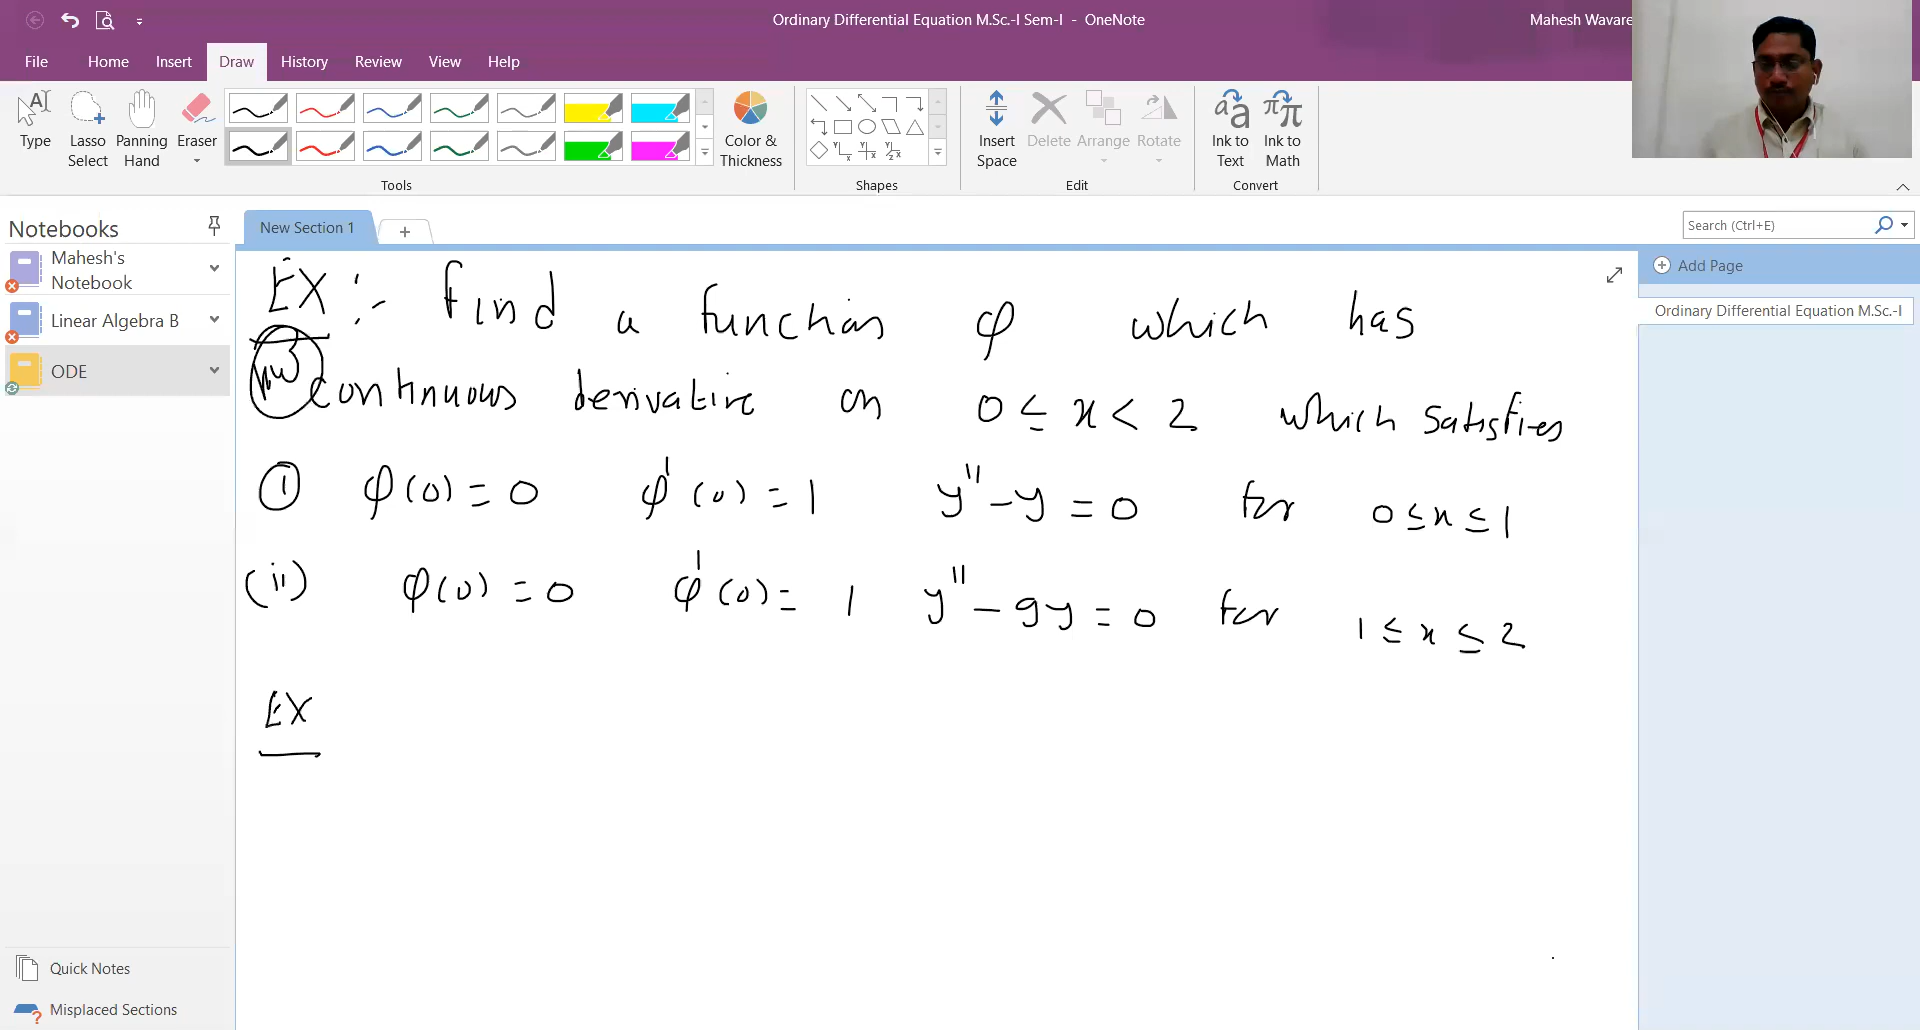 Ordinary Differential Equation M.Sc.-I Sem-I - OneNote
Mahesh Wavare
File Home Insert Draw History Review View Help
Type
Lasso Select
Panning Hand
Eraser
Color & Thickness
Insert Space
Delete
Arrange
Rotate
Ink to Text
Ink to Math
Tools
Shapes
Edit
Convert
Notebooks
New Section 1
+
Search (Ctrl+E)
Mahesh's Notebook
Linear Algebra B
ODE
Add Page
Ordinary Differential Equation M.Sc.-I
EX :- Find a function φ which has
HW continuous derivative on 0 ≤ x < 2 which satisfies
① φ(0) = 0 φ'(0) = 1 y'' - y = 0 for 0 ≤ x ≤ 1
(ii) φ(0) = 0 φ'(0) = 1 y'' - 9y = 0 for 1 ≤ x ≤ 2
EX
Quick Notes
Misplaced Sections